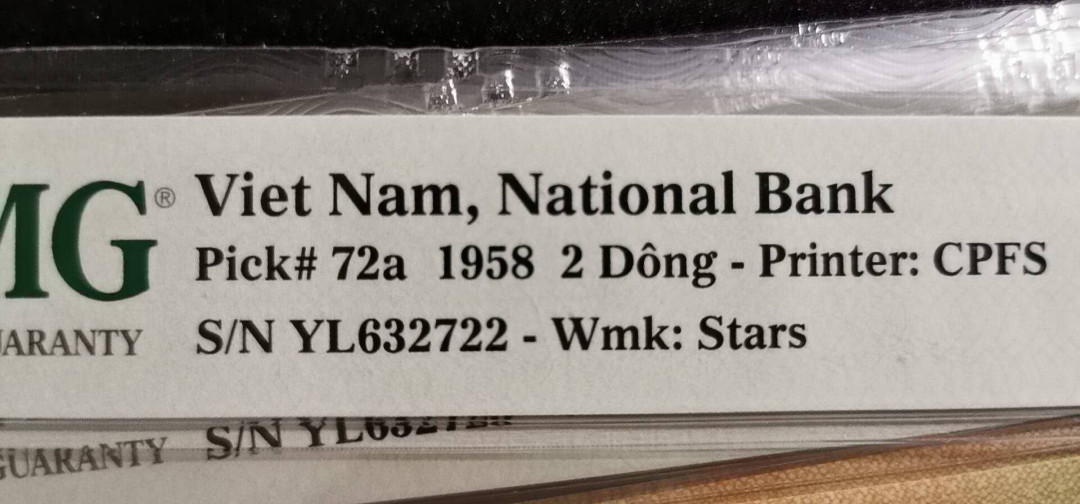 MG®
Viet Nam, National Bank
Pick# 72a 1958 2 Dông - Printer: CPFS
UARANTY
S/N YL632722 - Wmk: Stars
GUARANTY
S/N